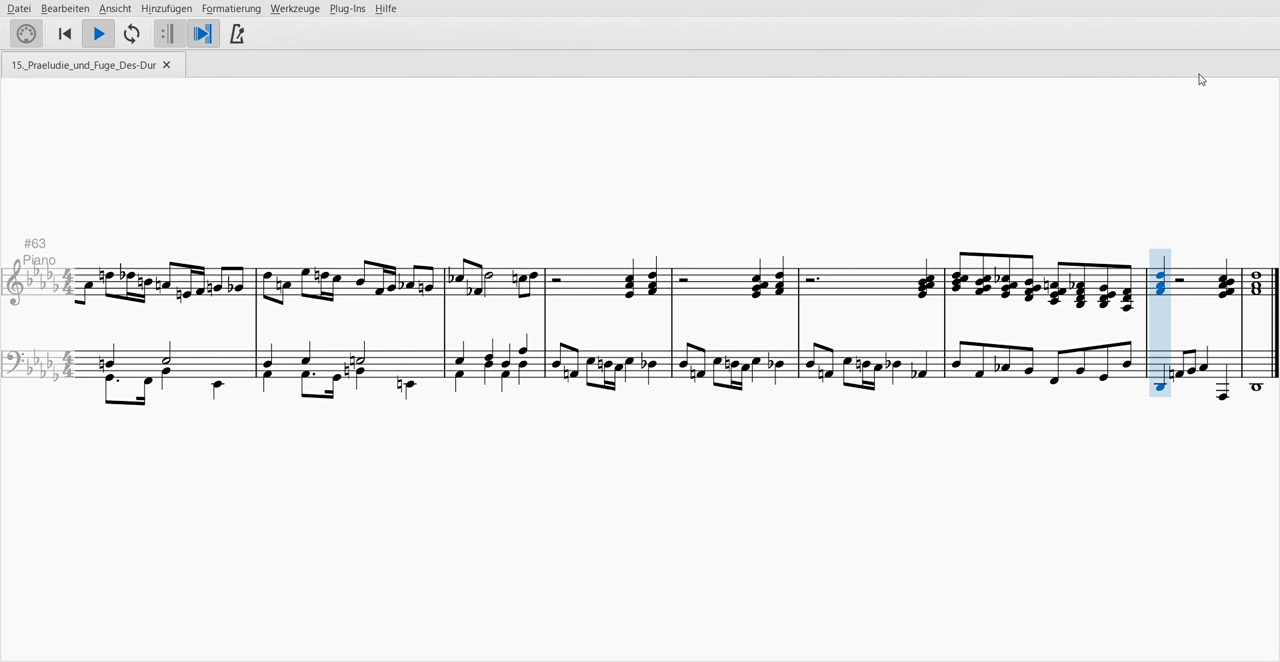 Datei Bearbeiten Ansicht Hinzufügen Formatierung Werkzeuge Plug-Ins Hilfe
15._Praeludie_und_Fuge_Des-Dur
#63
Piano